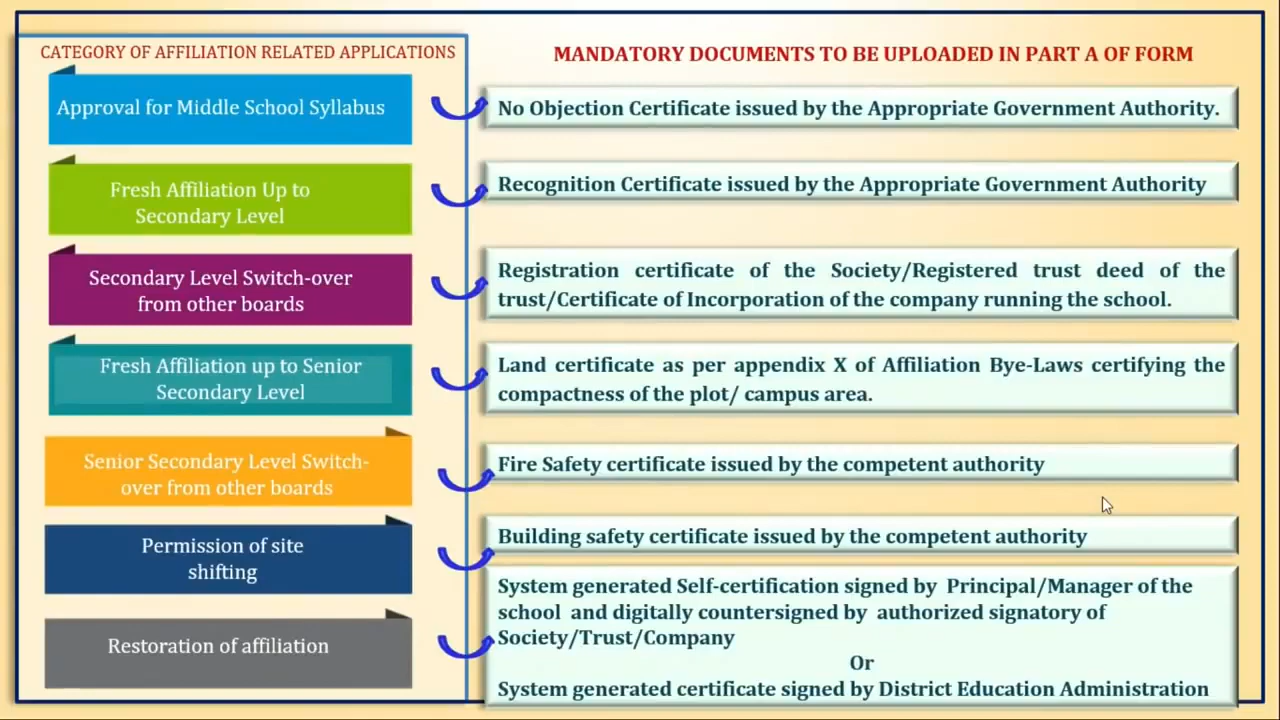 CATEGORY OF AFFILIATION RELATED APPLICATIONS
MANDATORY DOCUMENTS TO BE UPLOADED IN PART A OF FORM
Approval for Middle School Syllabus
No Objection Certificate issued by the Appropriate Government Authority.
Fresh Affiliation Up to
Secondary Level
Recognition Certificate issued by the Appropriate Government Authority
Secondary Level Switch-over
from other boards
Registration certificate of the Society/Registered trust deed of the
trust/Certificate of Incorporation of the company running the school.
Fresh Affiliation up to Senior
Secondary Level
Land certificate as per appendix X of Affiliation Bye-Laws certifying the
compactness of the plot/ campus area.
Senior Secondary Level Switch-
over from other boards
Fire Safety certificate issued by the competent authority
Permission of site
shifting
Building safety certificate issued by the competent authority
Restoration of affiliation
System generated Self-certification signed by Principal/Manager of the
school and digitally countersigned by authorized signatory of
Society/Trust/Company
Or
System generated certificate signed by District Education Administration